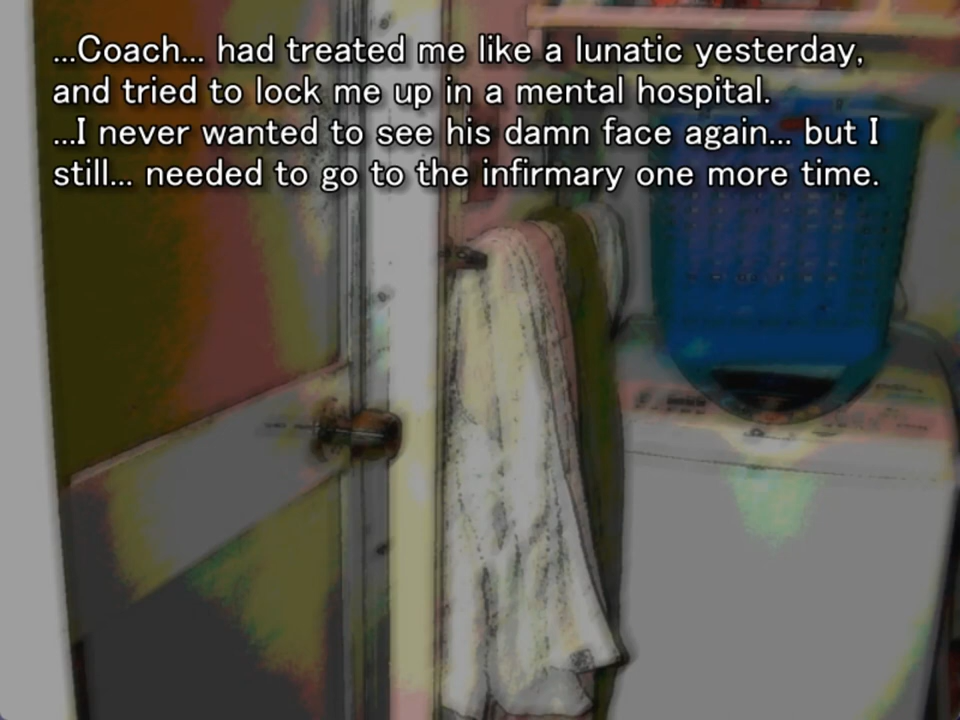 ...Coach... had treated me like a lunatic yesterday,
and tried to lock me up in a mental hospital.
...I never wanted to see his damn face again... but I
still... needed to go to the infirmary one more time.